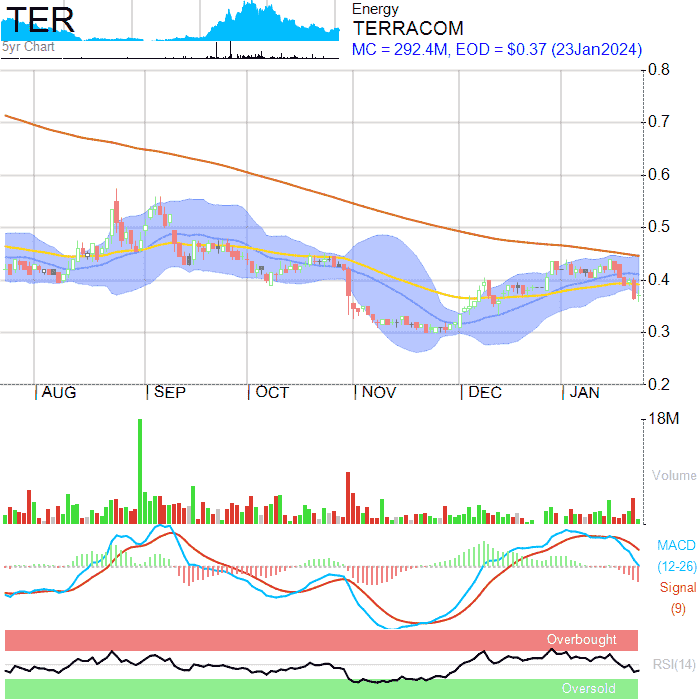 TER
5yr Chart
Energy
TERRACOM
MC = 292.4M, EOD = $0.37 (23Jan2024)
0.8
0.7
0.6
0.5
0.4
0.3
0.2
AUG SEP OCT NOV DEC JAN
18M
Volume
MACD
(12-26)
Signal
(9)
Overbought
RSI(14)
Oversold